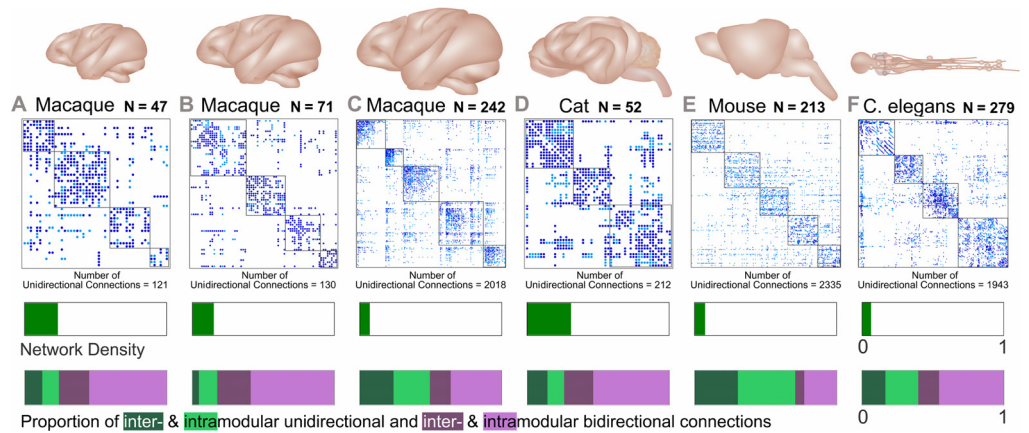 A Macaque N = 47
B Macaque N = 71
C Macaque N = 242
D Cat N = 52
E Mouse N = 213
F C. elegans N = 279
Number of
Unidirectional Connections = 121
Number of
Unidirectional Connections = 130
Number of
Unidirectional Connections = 2018
Number of
Unidirectional Connections = 212
Number of
Unidirectional Connections = 2335
Number of
Unidirectional Connections = 1943
Network Density
0 1
0 1
Proportion of inter- & intramodular unidirectional and inter- & intramodular bidirectional connections